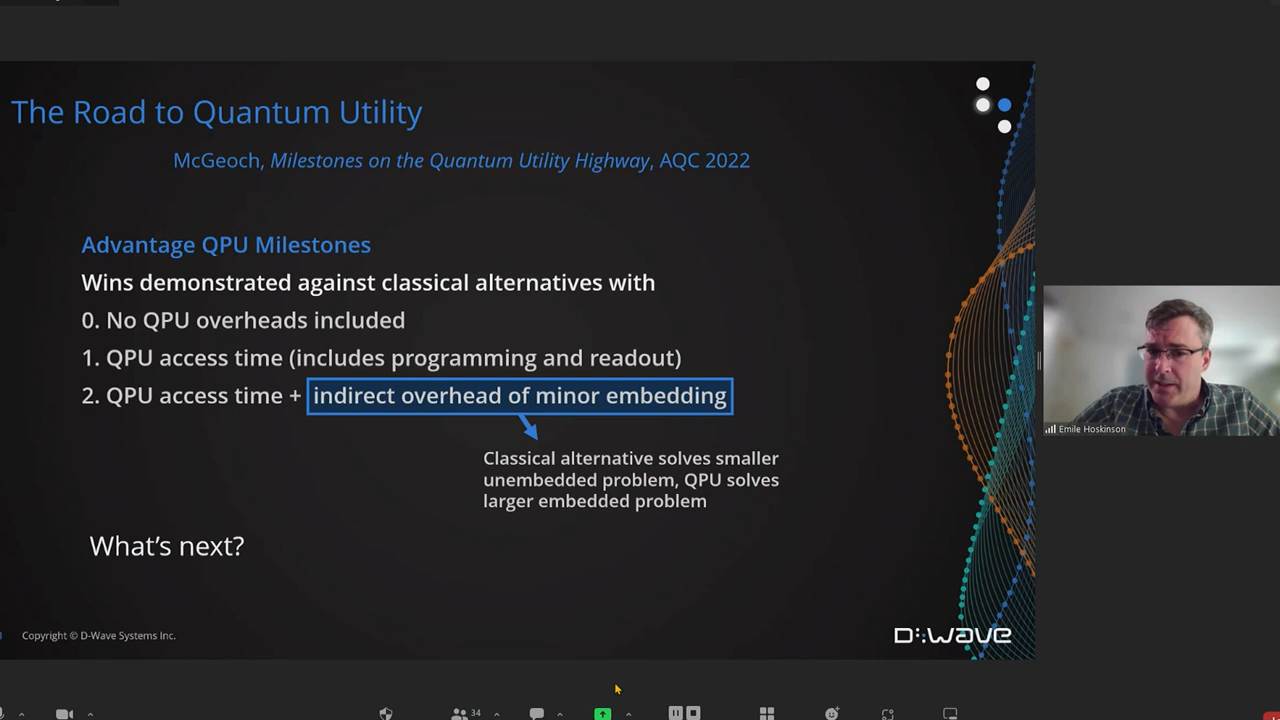 The Road to Quantum Utility
McGeoch, Milestones on the Quantum Utility Highway, AQC 2022
Advantage QPU Milestones
Wins demonstrated against classical alternatives with
0. No QPU overheads included
1. QPU access time (includes programming and readout)
2. QPU access time + indirect overhead of minor embedding
Classical alternative solves smaller
unembedded problem, QPU solves
larger embedded problem
What's next?
Copyright © D-Wave Systems Inc.
D:wave
Emile Hoskinson
34